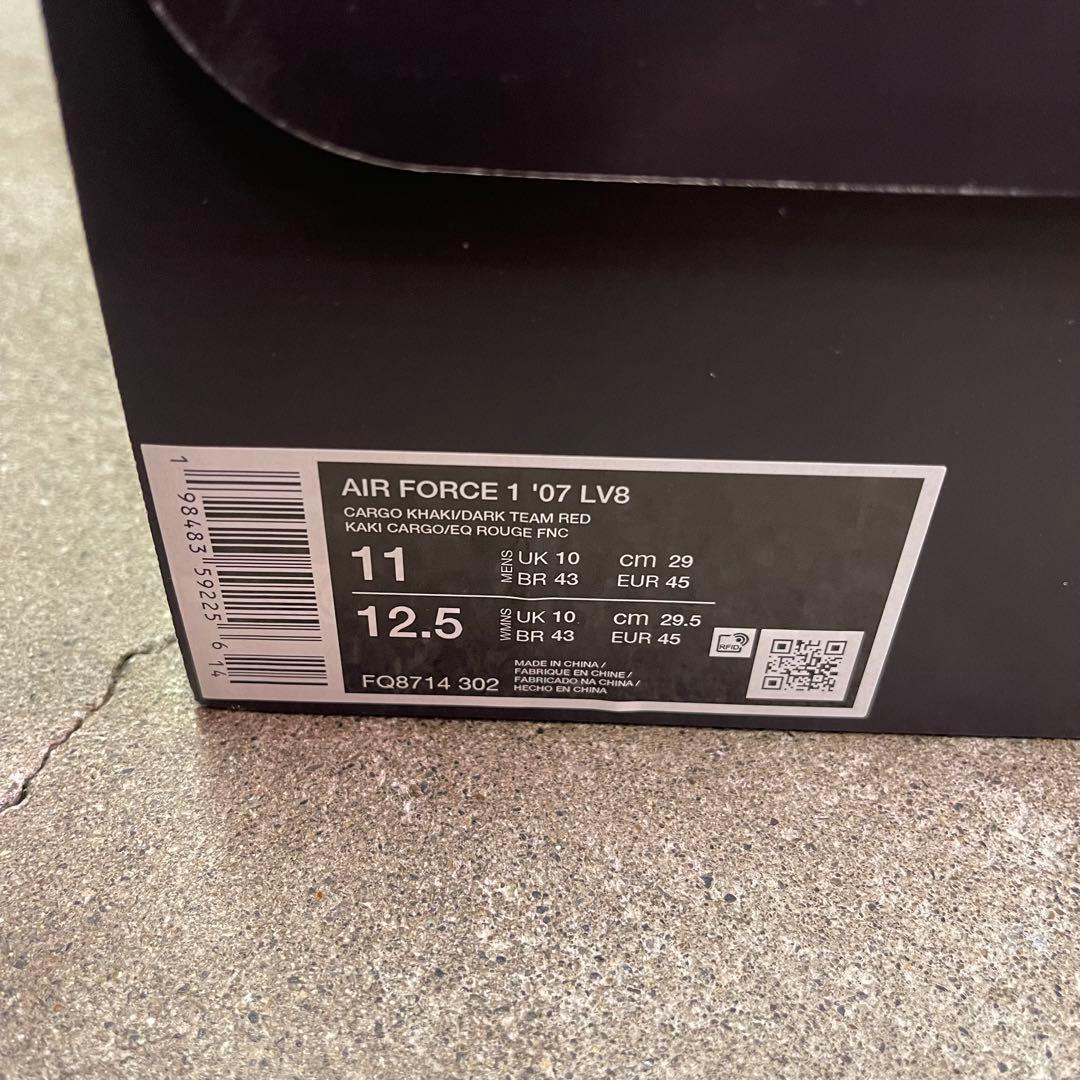 AIR FORCE 1 '07 LV8
CARGO KHAKI/DARK TEAM RED
KAKI CARGO/EQ ROUGE FNC
11 MENS UK 10 cm 29
BR 43 EUR 45
12.5 WMNS UK 10 cm 29.5
BR 43 EUR 45
RFID
FQ8714 302
MADE IN CHINA /
FABRIQUE EN CHINE /
FABRICADO NA CHINA /
HECHO EN CHINA
1 98483 59225 6 14